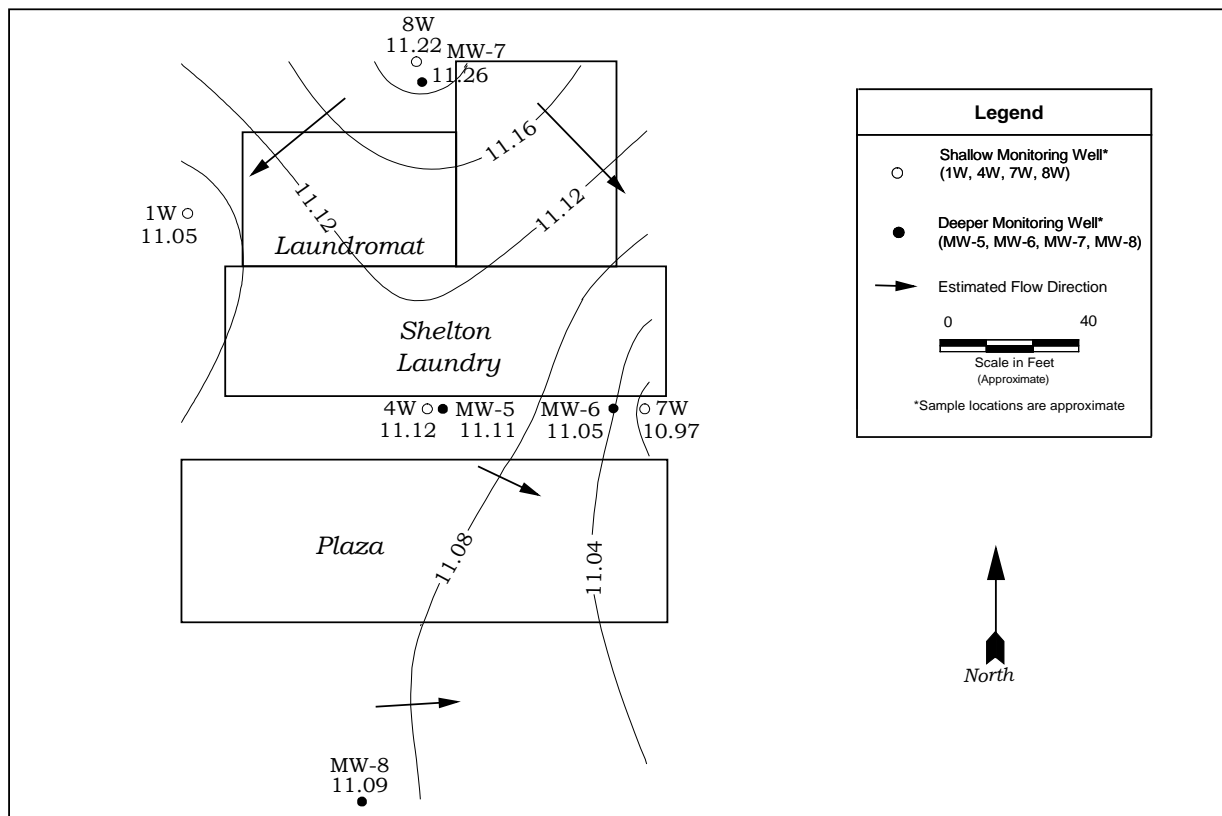 8W
11.22
MW-7
11.26
11.16
11.12
11.12
1W
11.05
Laundromat
Shelton
Laundry
4W
11.12
MW-5
11.11
MW-6
11.05
7W
10.97
Plaza
11.08
11.04
MW-8
11.09
Legend
Shallow Monitoring Well*
(1W, 4W, 7W, 8W)
Deeper Monitoring Well*
(MW-5, MW-6, MW-7, MW-8)
Estimated Flow Direction
0 40
Scale in Feet
(Approximate)
*Sample locations are approximate
North